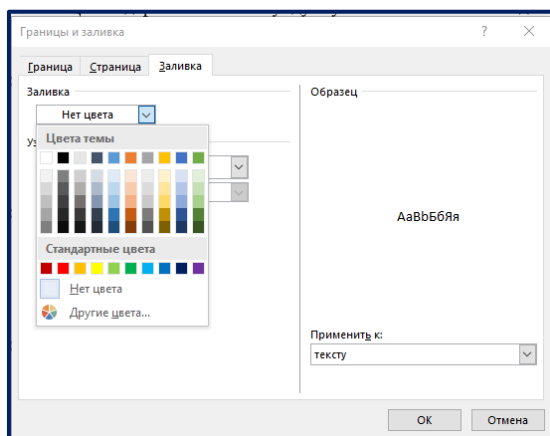 Границы и заливка
?
Граница
Страница
Заливка
Заливка
Образец
Нет цвета
Цвета темы
АаВbБбЯя
Стандартные цвета
Нет цвета
Другие цвета...
Применить к:
тексту
ОК
Отмена